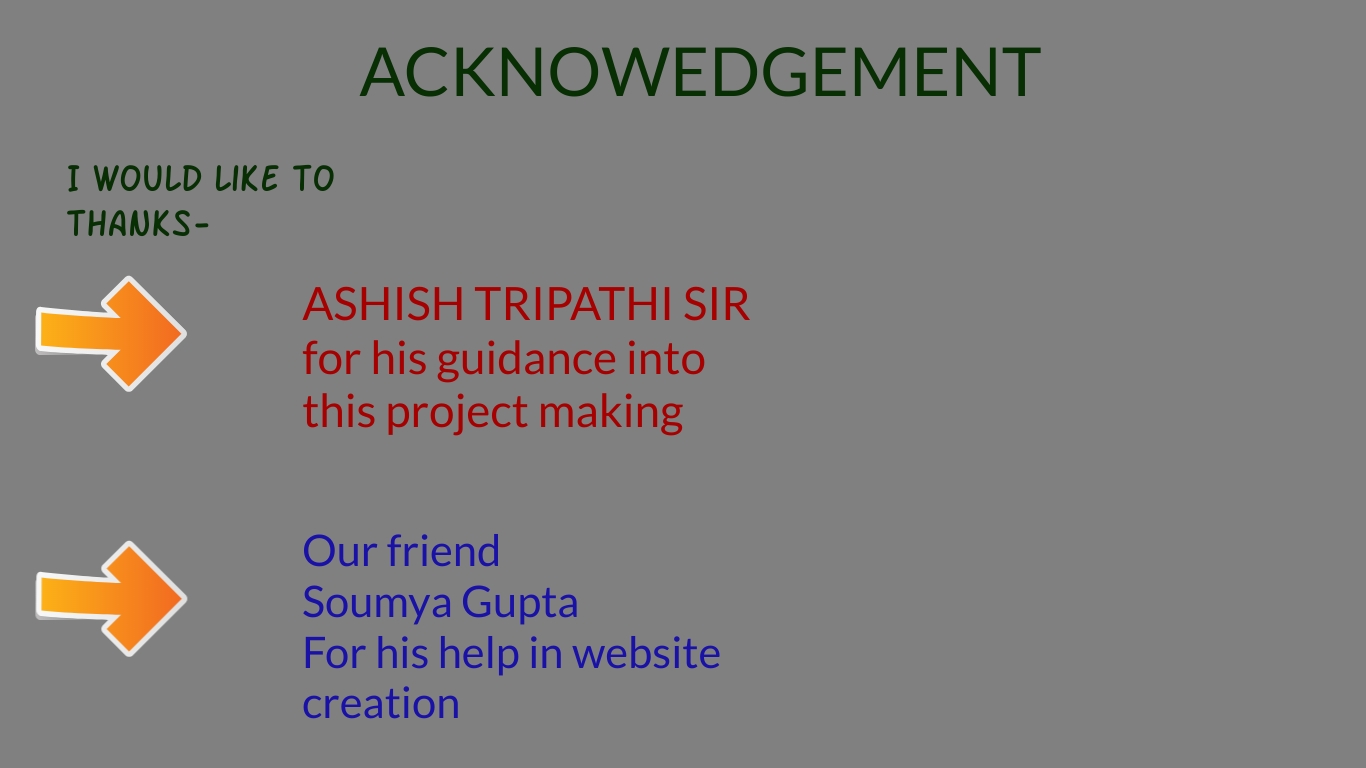 ACKNOWEDGEMENT
I WOULD LIKE TO
THANKS-
ASHISH TRIPATHI SIR
for his guidance into
this project making
Our friend
Soumya Gupta
For his help in website
creation